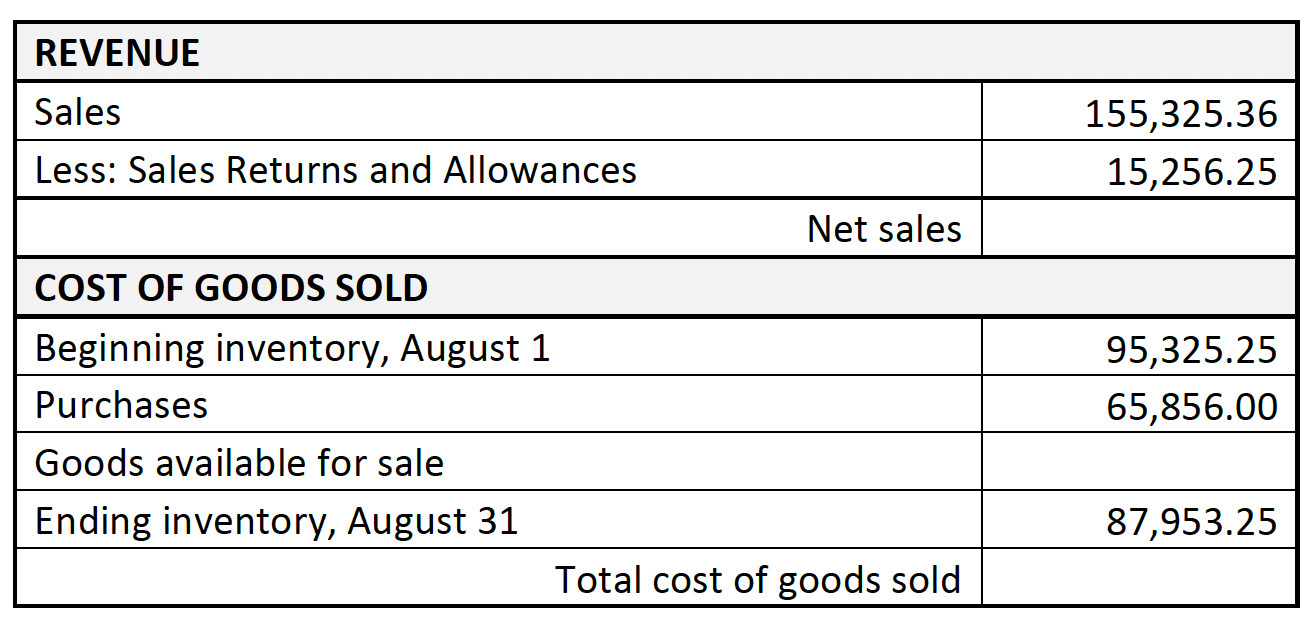 REVENUE
Sales 155,325.36
Less: Sales Returns and Allowances 15,256.25
Net sales
COST OF GOODS SOLD
Beginning inventory, August 1 95,325.25
Purchases 65,856.00
Goods available for sale
Ending inventory, August 31 87,953.25
Total cost of goods sold